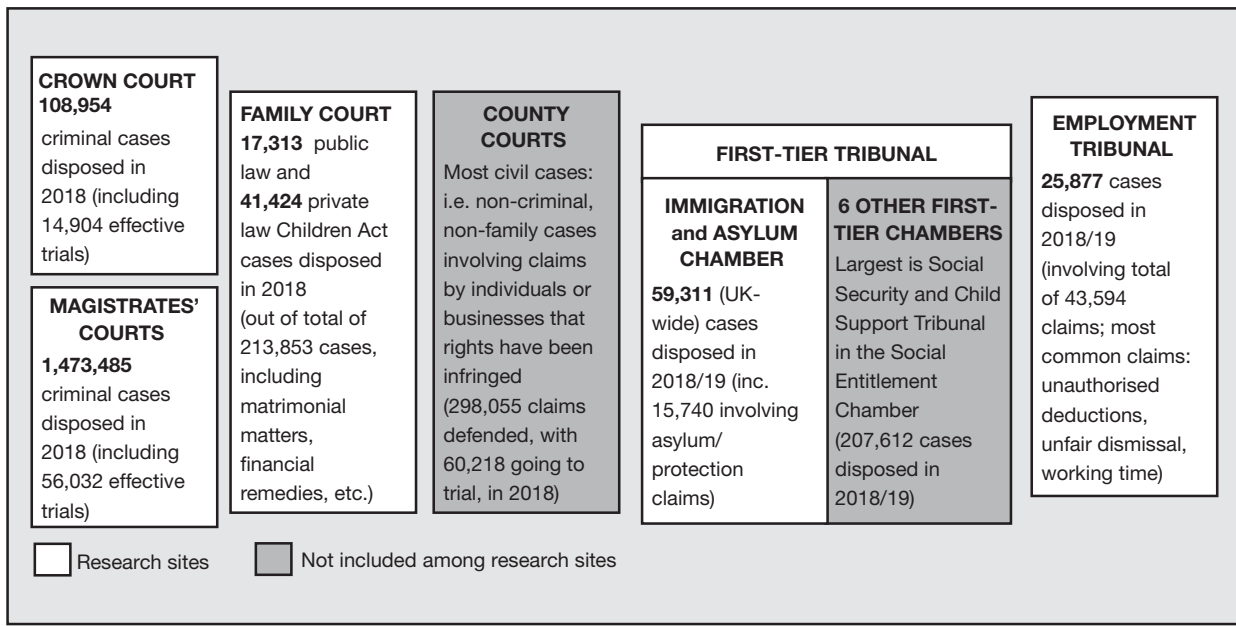 CROWN COURT
108,954
criminal cases
disposed in
2018 (including
14,904 effective
trials)
MAGISTRATES'
COURTS
1,473,485
criminal cases
disposed in
2018 (including
56,032 effective
trials)
FAMILY COURT
17,313 public
law and
41,424 private
law Children Act
cases disposed
in 2018
(out of total of
213,853 cases,
including
matrimonial
matters,
financial
remedies, etc.)
COUNTY
COURTS
Most civil cases:
i.e. non-criminal,
non-family cases
involving claims
by individuals or
businesses that
rights have been
infringed
(298,055 claims
defended, with
60,218 going to
trial, in 2018)
FIRST-TIER TRIBUNAL
IMMIGRATION
and ASYLUM
CHAMBER
59,311 (UK-
wide) cases
disposed in
2018/19 (inc.
15,740 involving
asylum/
protection
claims)
6 OTHER FIRST-
TIER CHAMBERS
Largest is Social
Security and Child
Support Tribunal
in the Social
Entitlement
Chamber
(207,612 cases
disposed in
2018/19)
EMPLOYMENT
TRIBUNAL
25,877 cases
disposed in
2018/19
(involving total
of 43,594
claims; most
common claims:
unauthorised
deductions,
unfair dismissal,
working time)
Research sites
Not included among research sites